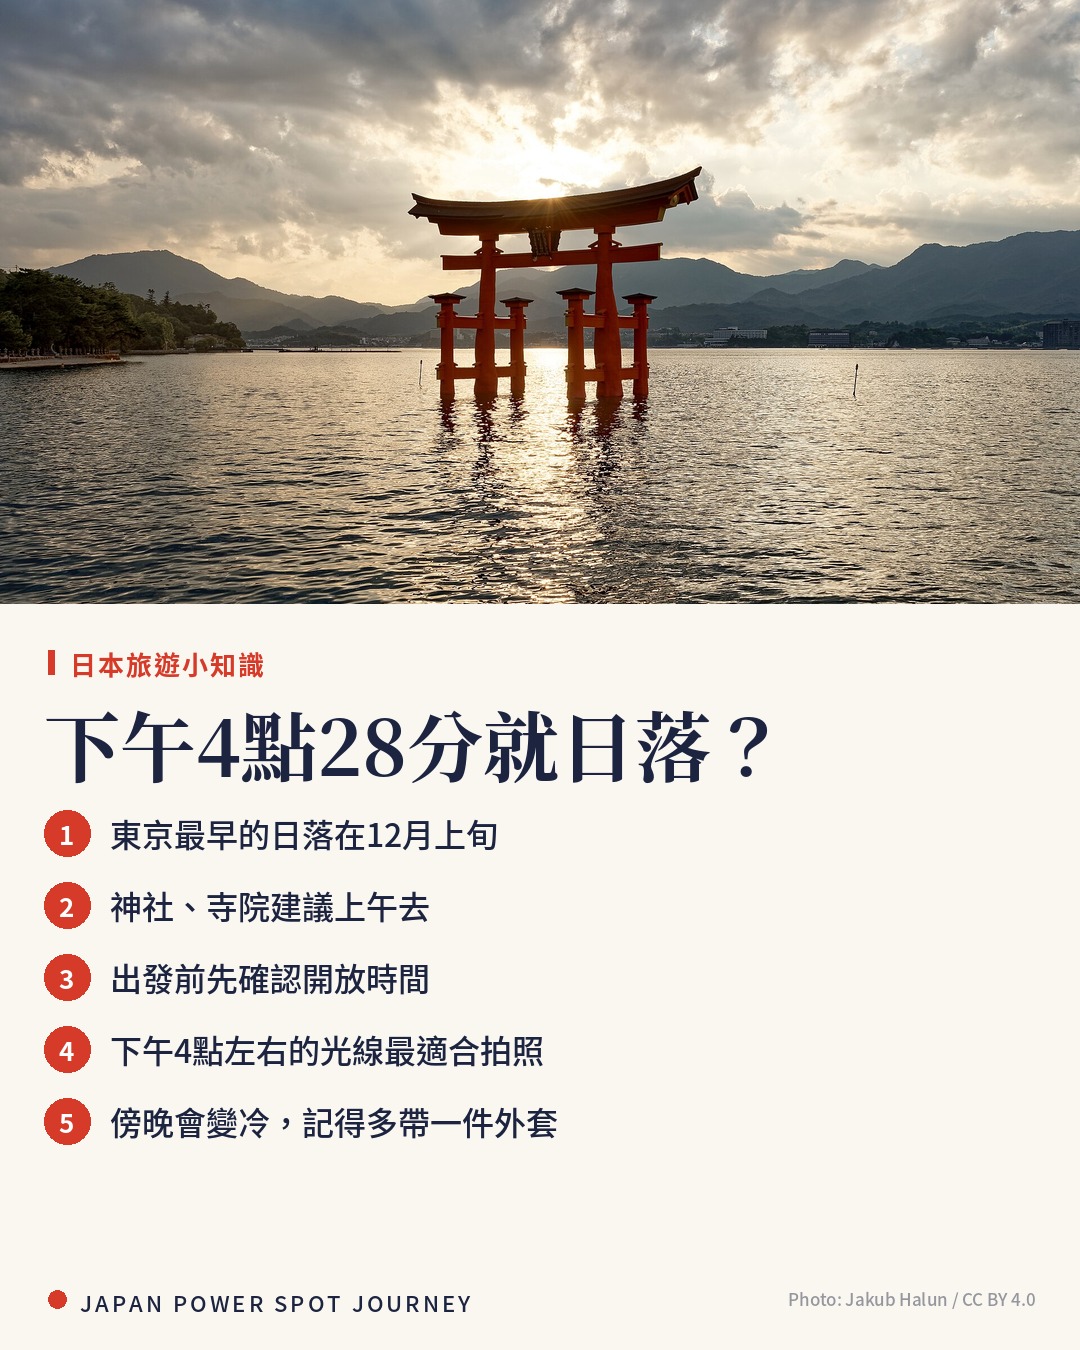 日本旅遊小知識
下午4點28分就日落？
1 東京最早的日落在12月上旬
2 神社、寺院建議上午去
3 出發前先確認開放時間
4 下午4點左右的光線最適合拍照
5 傍晚會變冷，記得多帶一件外套
JAPAN POWER SPOT JOURNEY
Photo: Jakub Halun / CC BY 4.0